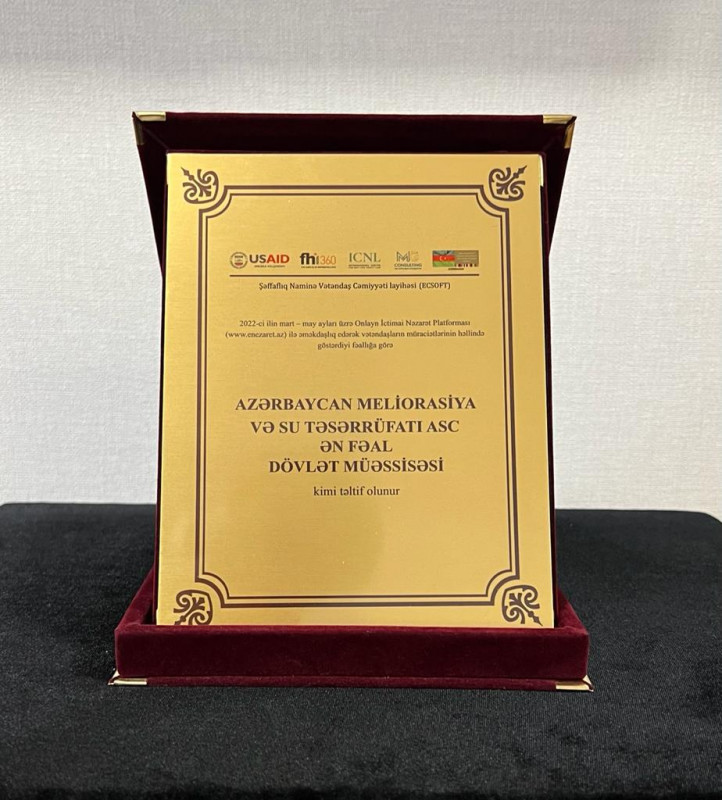 USAID fhi360 ICNL MG CONSULTING
Şəffaflıq Naminə Vətəndaş Cəmiyyəti layihəsi (ECSOFT)
2022-ci ilin mart – may ayları üzrə Onlayn İctimai Nəzarət Platforması
(www.enezaret.az) ilə əməkdaşlıq edərək vətəndaşların müraciətlərinin həllində
göstərdiyi fəallığa görə
AZƏRBAYCAN MELİORASİYA
VƏ SU TƏSƏRRÜFATI ASC
ƏN FƏAL
DÖVLƏT MÜƏSSİSƏSİ
kimi təltif olunur